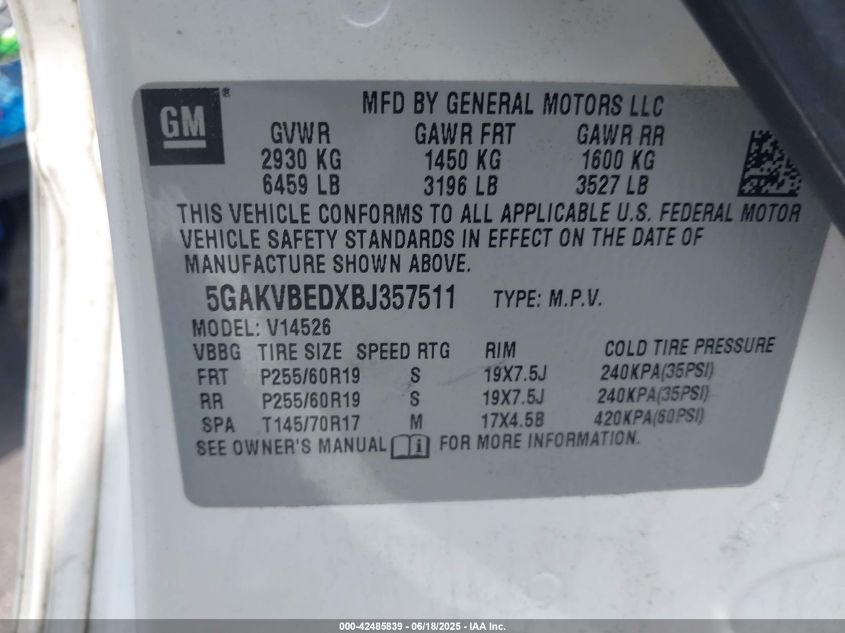 GM®
MFD BY GENERAL MOTORS LLC
GVWR GAWR FRT GAWR RR
2930 KG 1450 KG 1600 KG
6459 LB 3196 LB 3527 LB
THIS VEHICLE CONFORMS TO ALL APPLICABLE U.S. FEDERAL MOTOR
VEHICLE SAFETY STANDARDS IN EFFECT ON THE DATE OF
MANUFACTURE SHOWN ABOVE.
5GAKVBEDXBJ357511 TYPE: M.P.V.
MODEL: V14526
VBBG TIRE SIZE SPEED RTG RIM COLD TIRE PRESSURE
FRT P255/60R19 S 19X7.5J 240KPA(35PSI)
RR P255/60R19 S 19X7.5J 240KPA(35PSI)
SPA T145/70R17 M 17X4.5B 420KPA(60PSI)
SEE OWNER'S MANUAL i FOR MORE INFORMATION.
000-42485839 - 06/18/2025 - IAA Inc.